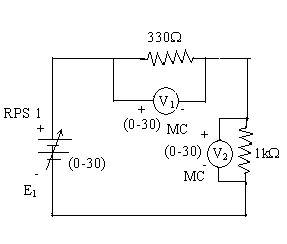 330Ω
V1
+ -
(0-30) MC
RPS 1
+
(0-30)
-
E1
+
(0-30)
V2
1kΩ
-
MC